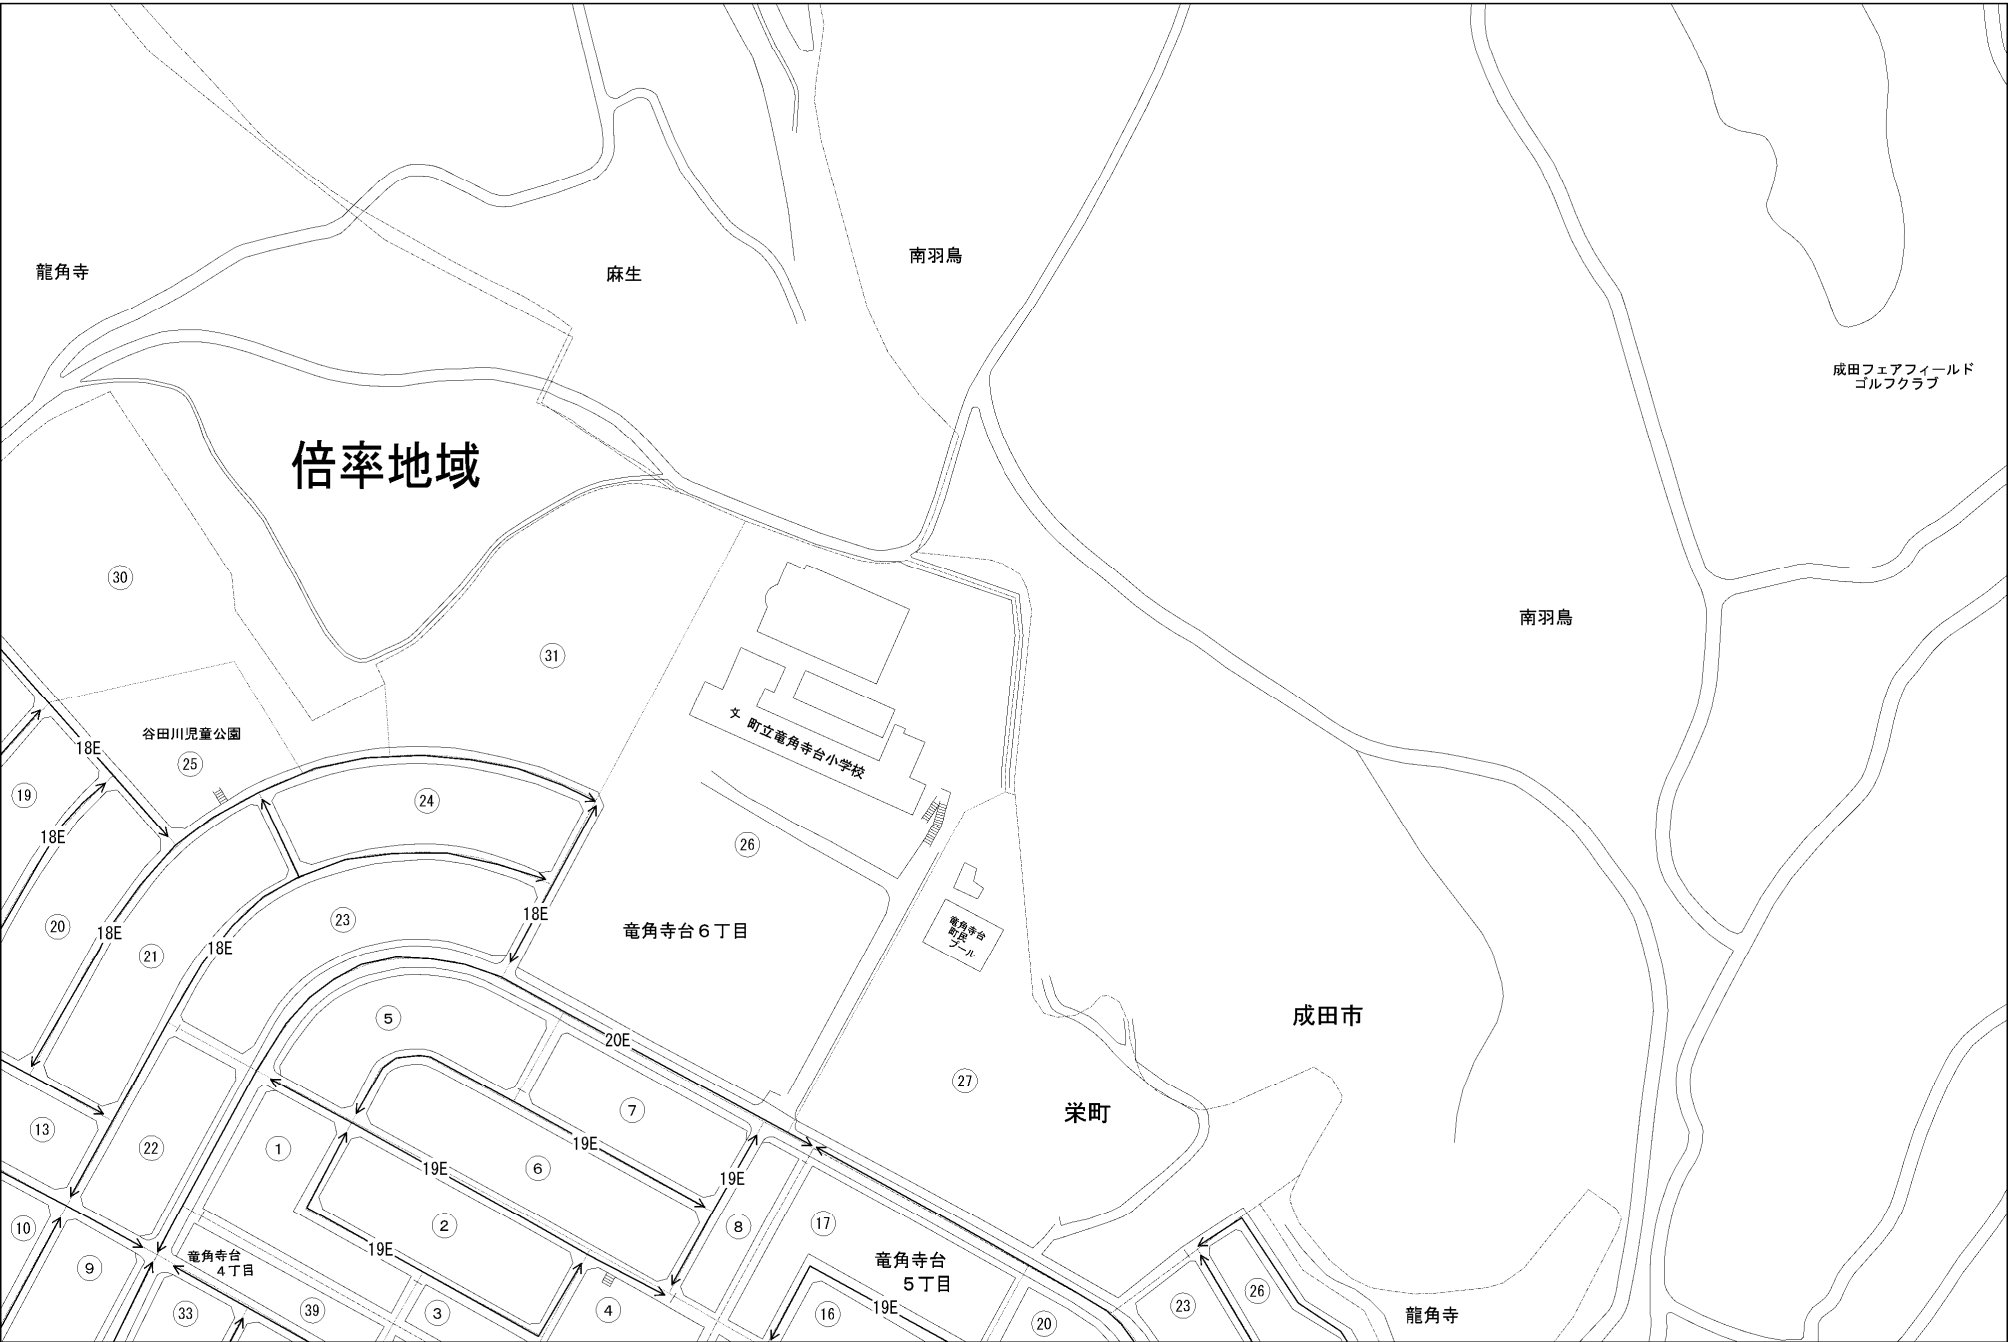 南羽鳥
龍角寺
麻生
成田フェアフィールド
ゴルフクラブ
倍率地域
30
南羽鳥
31
文
町立竜角寺台小学校
谷田川児童公園
18E
25
19
24
18E
26
20
18E
21
18E
23
18E
竜角寺台６丁目
竜角寺台
町民
プール
5
成田市
20E
27
7
栄町
13
22
1
19E
19E
6
19E
10
2
8
17
19E
9
竜角寺台
４丁目
竜角寺台
５丁目
33
39
3
4
16
19E
20
23
26
龍角寺